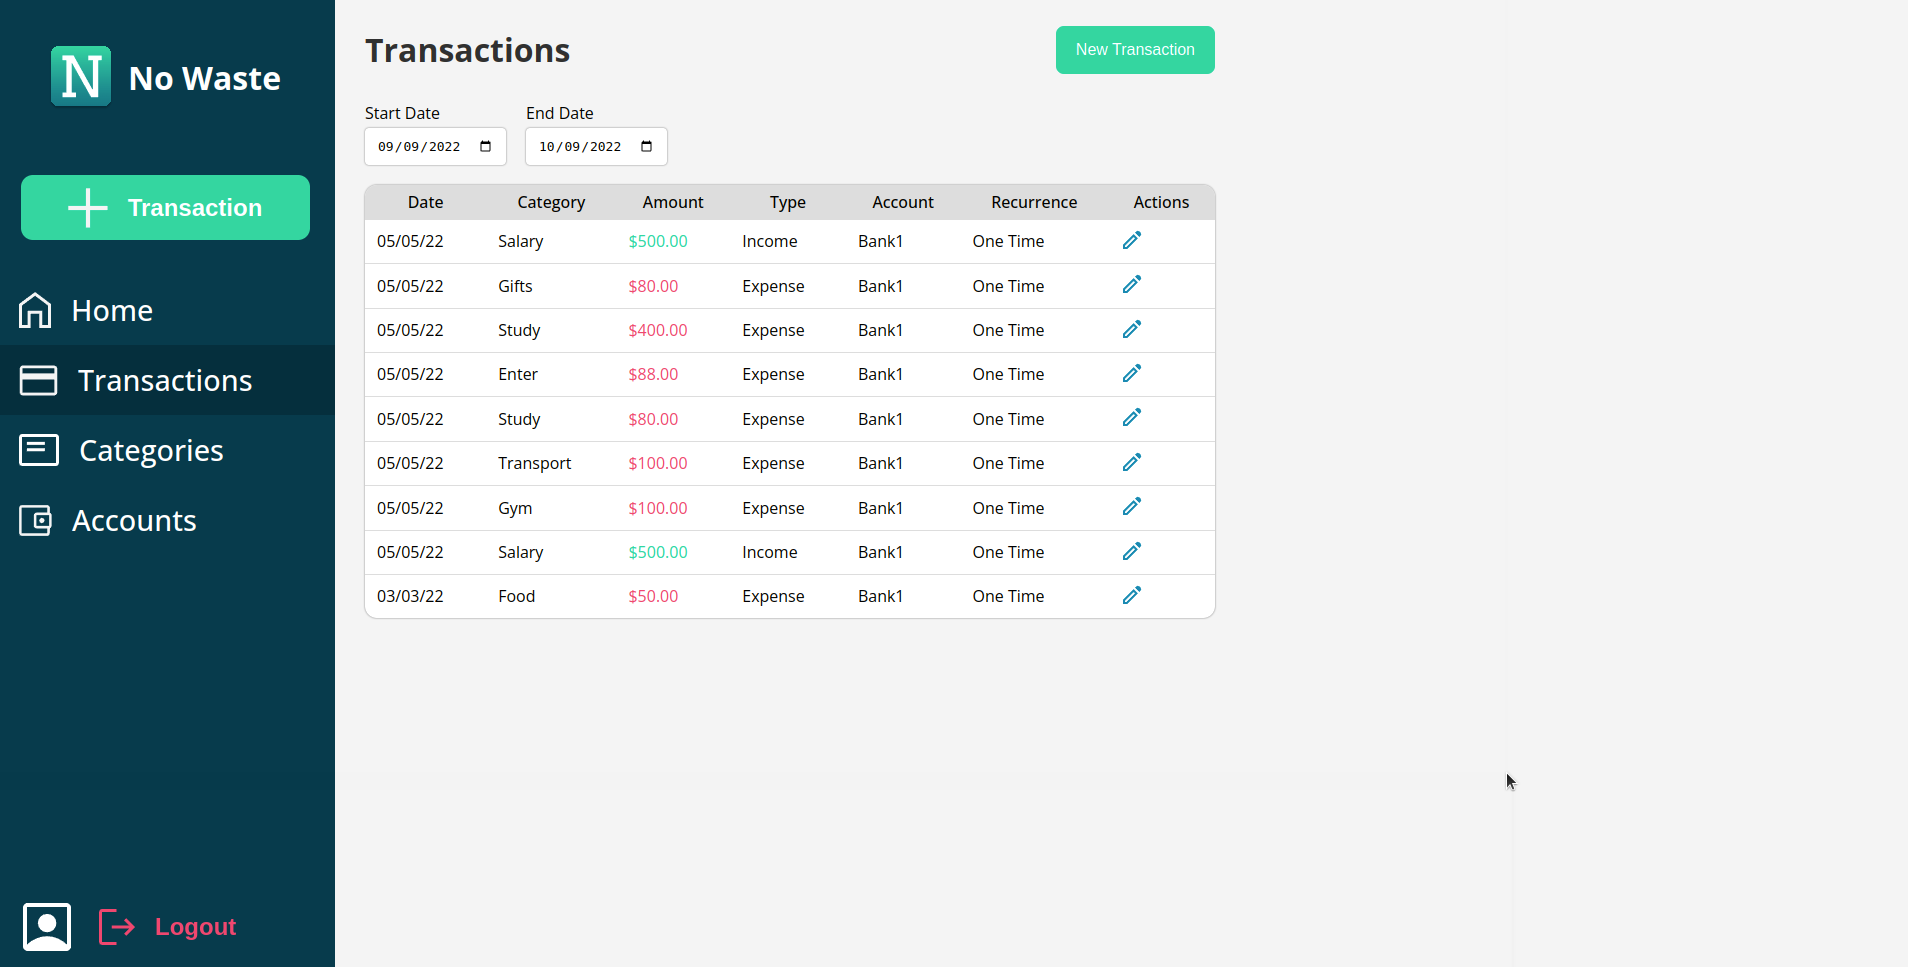 N No Waste
Transaction
Home
Transactions
Categories
Accounts
Logout
Transactions
New Transaction
Start Date End Date
09/09/2022 10/09/2022
Date Category Amount Type Account Recurrence Actions
05/05/22 Salary $500.00 Income Bank1 One Time
05/05/22 Gifts $80.00 Expense Bank1 One Time
05/05/22 Study $400.00 Expense Bank1 One Time
05/05/22 Enter $88.00 Expense Bank1 One Time
05/05/22 Study $80.00 Expense Bank1 One Time
05/05/22 Transport $100.00 Expense Bank1 One Time
05/05/22 Gym $100.00 Expense Bank1 One Time
05/05/22 Salary $500.00 Income Bank1 One Time
03/03/22 Food $50.00 Expense Bank1 One Time